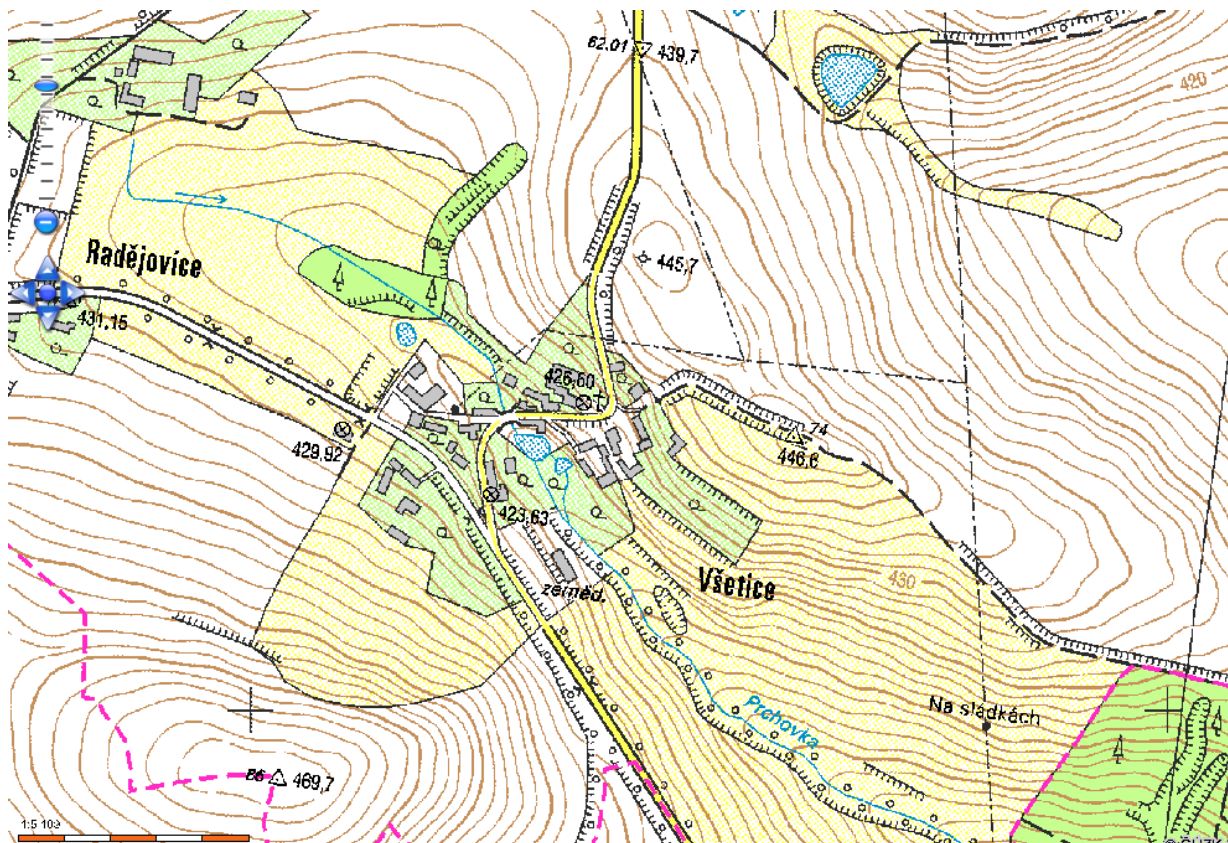 62.01 439,7
420
Radějovice
445,7
431,15
426,60
74
446,6
429,92
423,63
430
Všetice
zeměd.
Na sládkách
Prchovka
469,7
1:5 109
© ČÚZK